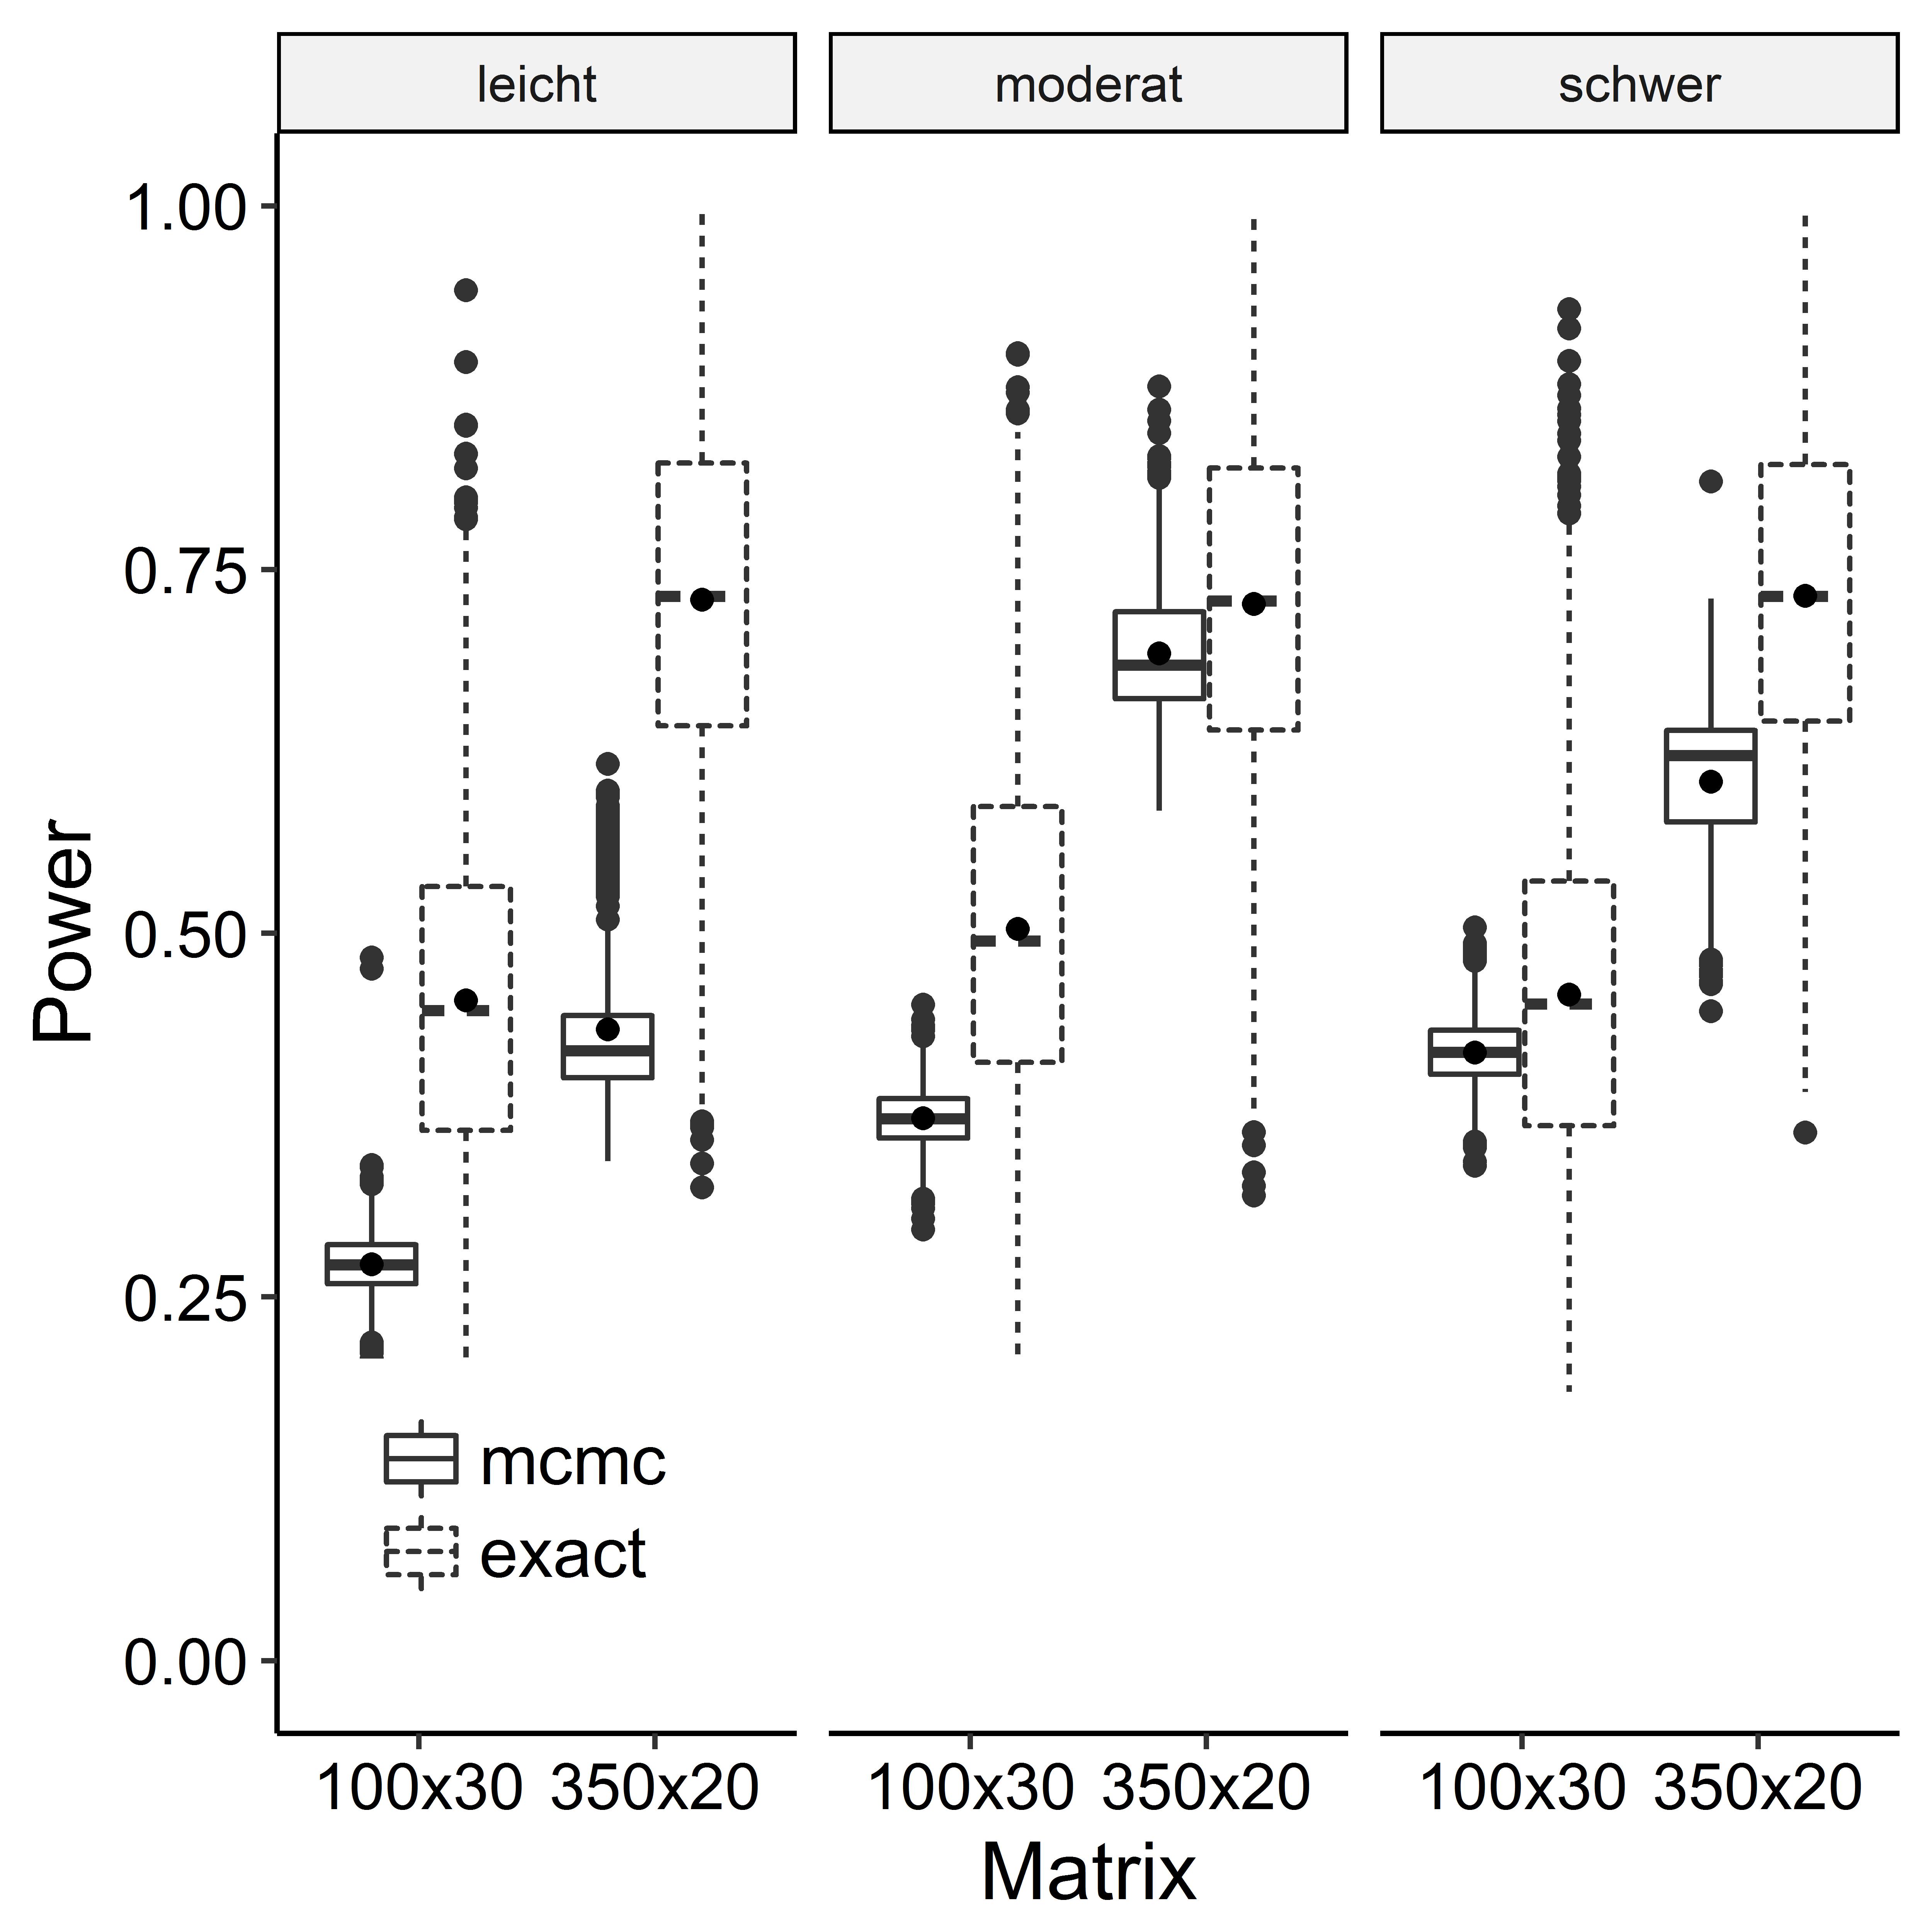 leicht moderat schwer
1.00
0.75
0.50
0.25
0.00
Power
mcmc
exact
100x30 350x20 100x30 350x20 100x30 350x20
Matrix